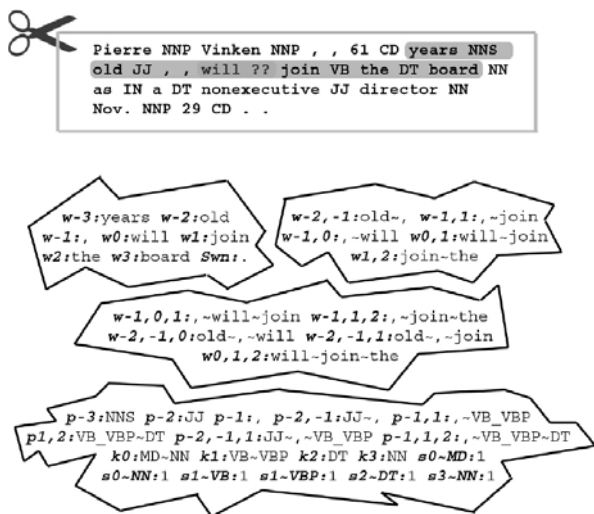 Pierre NNP Vinken NNP , , 61 CD years NNS
old JJ , , will ?? join VB the DT board NN
as IN a DT nonexecutive JJ director NN
Nov. NNP 29 CD . .
w-3:years w-2:old
w-1:, w0:will w1:join
w2:the w3:board Swn:.
w-2,-1:old~, w-1,1:,~join
w-1,0:,~will w0,1:will~join
w1,2:join~the
w-1,0,1:,~will~join w-1,1,2:,~join~the
w-2,-1,0:old~,~will w-2,-1,1:old~,~join
w0,1,2:will~join~the
p-3:NNS p-2:JJ p-1:, p-2,-1:JJ~, p-1,1:,~VB_VBP
p1,2:VB_VBP~DT p-2,-1,1:JJ~,~VB_VBP p-1,1,2:,~VB_VBP~DT
k0:MD~NN k1:VB~VBP k2:DT k3:NN s0~MD:1
s0~NN:1 s1~VB:1 s1~VBP:1 s2~DT:1 s3~NN:1